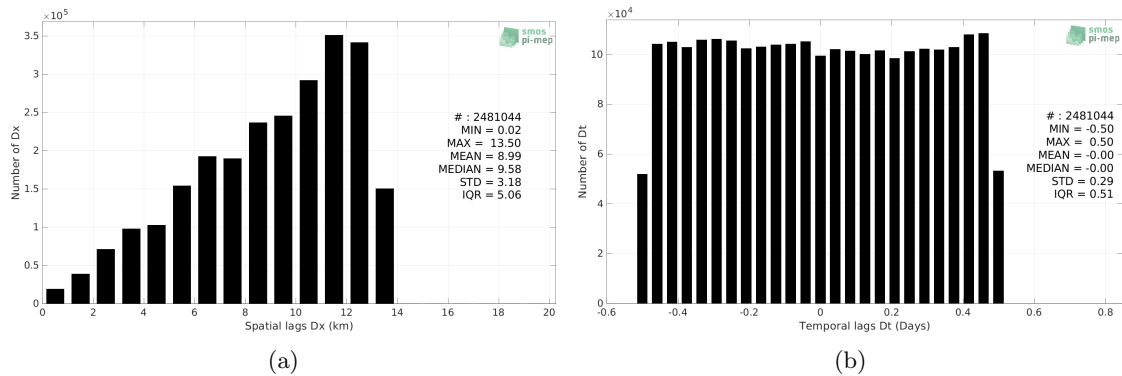 ×10⁵
3.5
3
2.5
2
1.5
1
0.5
0
0 2 4 6 8 10 12 14 16 18 20
Number of Dx
Spatial lags Dx (km)
smos
pi-mep
# : 2481044
MIN = 0.02
MAX = 13.50
MEAN = 8.99
MEDIAN = 9.58
STD = 3.18
IQR = 5.06
(a)
×10⁴
10
8
6
4
2
0
-0.6 -0.4 -0.2 0 0.2 0.4 0.6 0.8
Number of Dt
Temporal lags Dt (Days)
smos
pi-mep
# : 2481044
MIN = -0.50
MAX = 0.50
MEAN = -0.00
MEDIAN = -0.00
STD = 0.29
IQR = 0.51
(b)